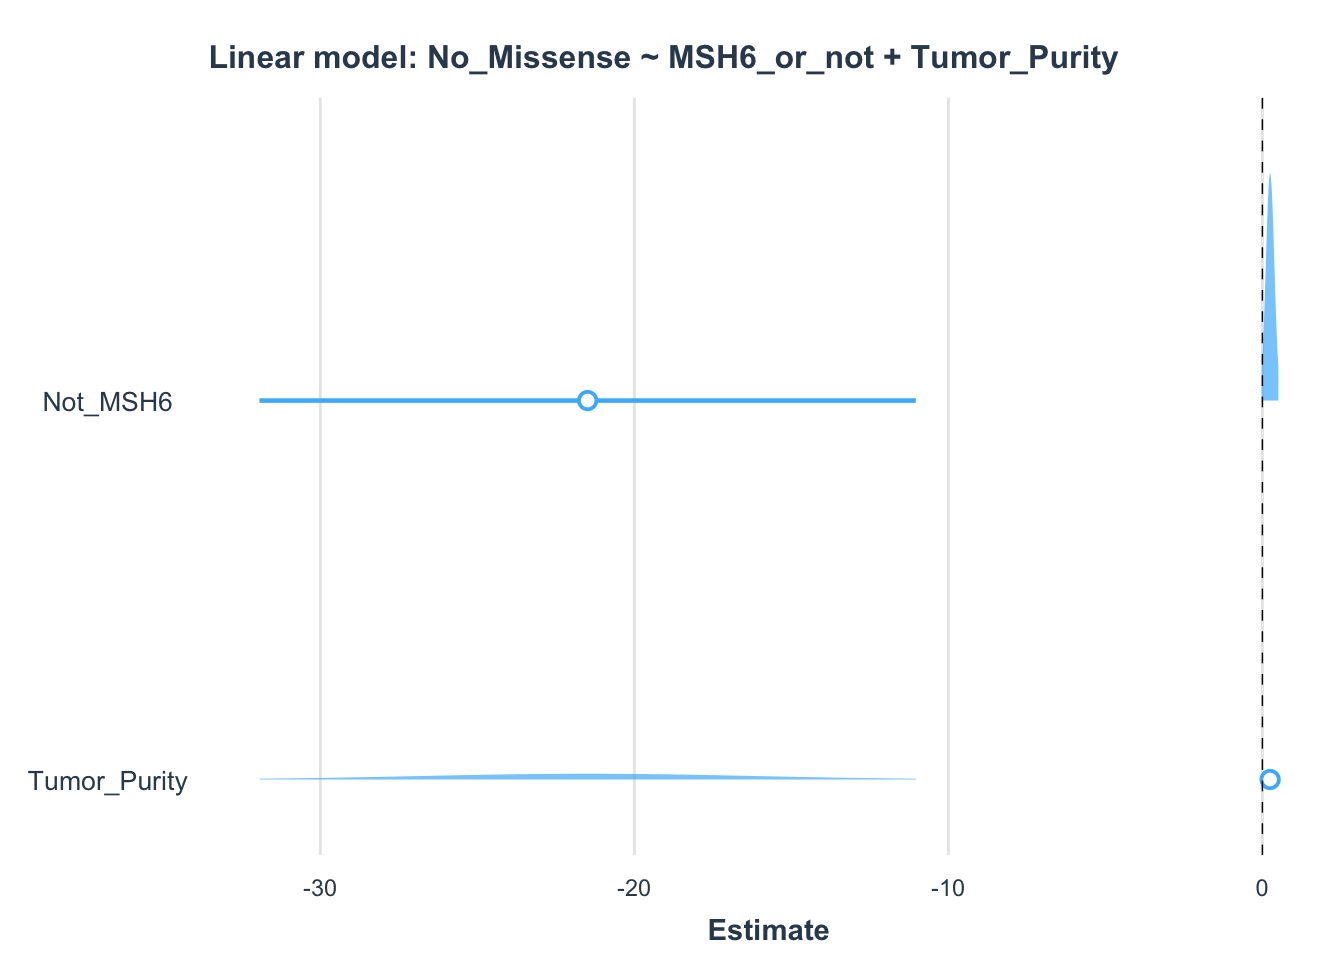 Linear model: No_Missense ~ MSH6_or_not + Tumor_Purity
Not_MSH6
Tumor_Purity
-30
-20
-10
0
Estimate